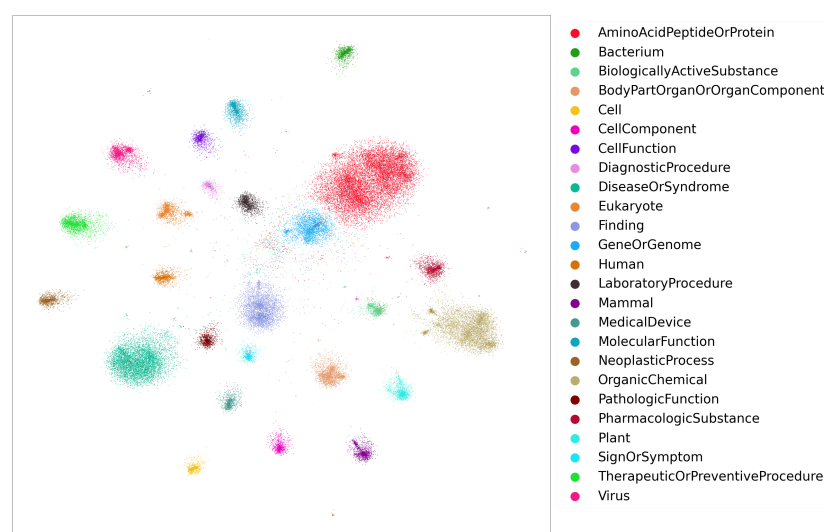 AminoAcidPeptideOrProtein
Bacterium
BiologicallyActiveSubstance
BodyPartOrganOrOrganComponent
Cell
CellComponent
CellFunction
DiagnosticProcedure
DiseaseOrSyndrome
Eukaryote
Finding
GeneOrGenome
Human
LaboratoryProcedure
Mammal
MedicalDevice
MolecularFunction
NeoplasticProcess
OrganicChemical
PathologicFunction
PharmacologicSubstance
Plant
SignOrSymptom
TherapeuticOrPreventiveProcedure
Virus